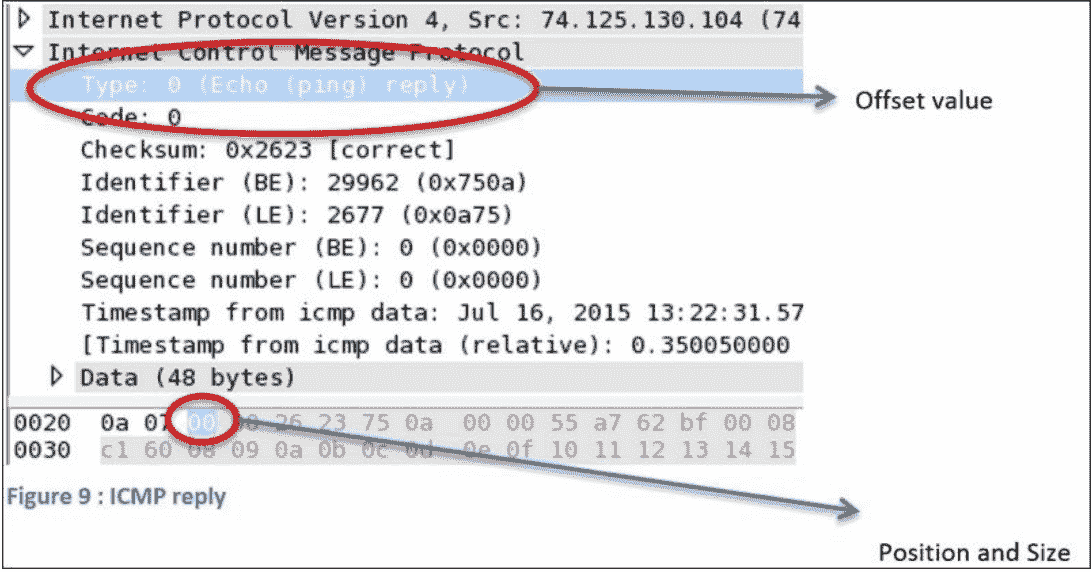 Internet Protocol Version 4, Src: 74.125.130.104 (74
Internet Control Message Protocol
Type: 0 (Echo (ping) reply)
Offset value
Code: 0
Checksum: 0x2623 [correct]
Identifier (BE): 29962 (0x750a)
Identifier (LE): 2677 (0x0a75)
Sequence number (BE): 0 (0x0000)
Sequence number (LE): 0 (0x0000)
Timestamp from icmp data: Jul 16, 2015 13:22:31.57
[Timestamp from icmp data (relative): 0.350050000
Data (48 bytes)
0020 0a 07 00 00 26 23 75 0a 00 00 55 a7 62 bf 00 08
0030 c1 60 08 09 0a 0b 0c 0d 0e 0f 10 11 12 13 14 15
Figure 9 : ICMP reply
Position and Size